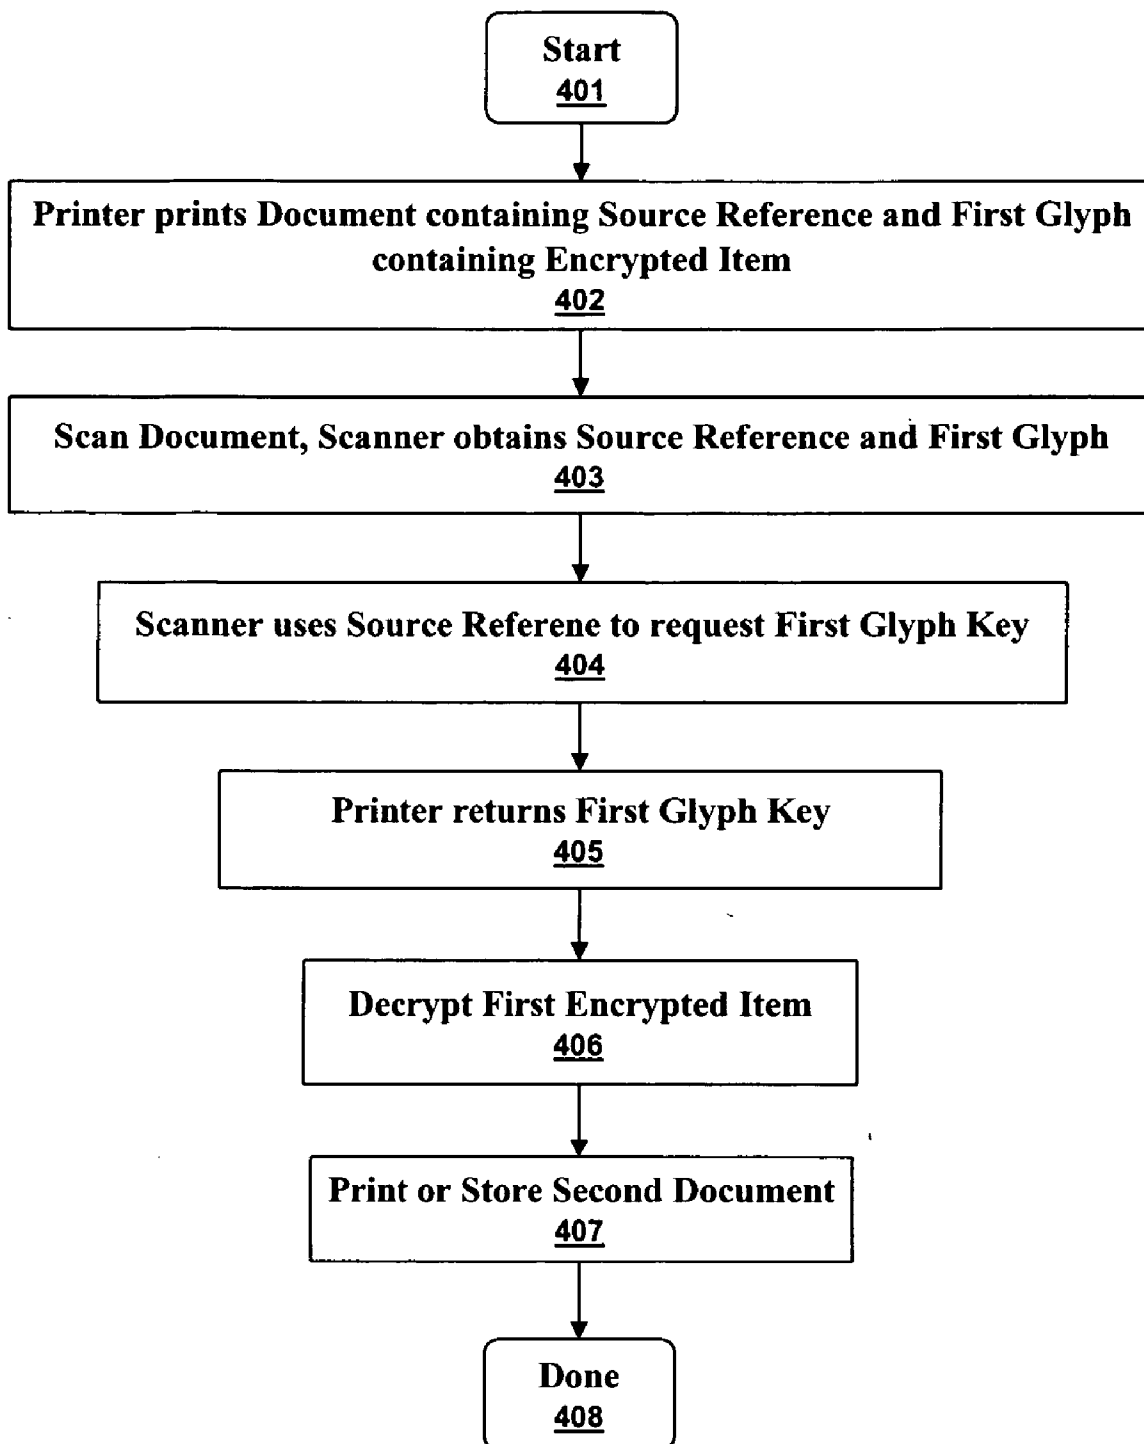 Start
401
Printer prints Document containing Source Reference and First Glyph
containing Encrypted Item
402
Scan Document, Scanner obtains Source Reference and First Glyph
403
Scanner uses Source Referene to request First Glyph Key
404
Printer returns First Glyph Key
405
Decrypt First Encrypted Item
406
Print or Store Second Document
407
Done
408